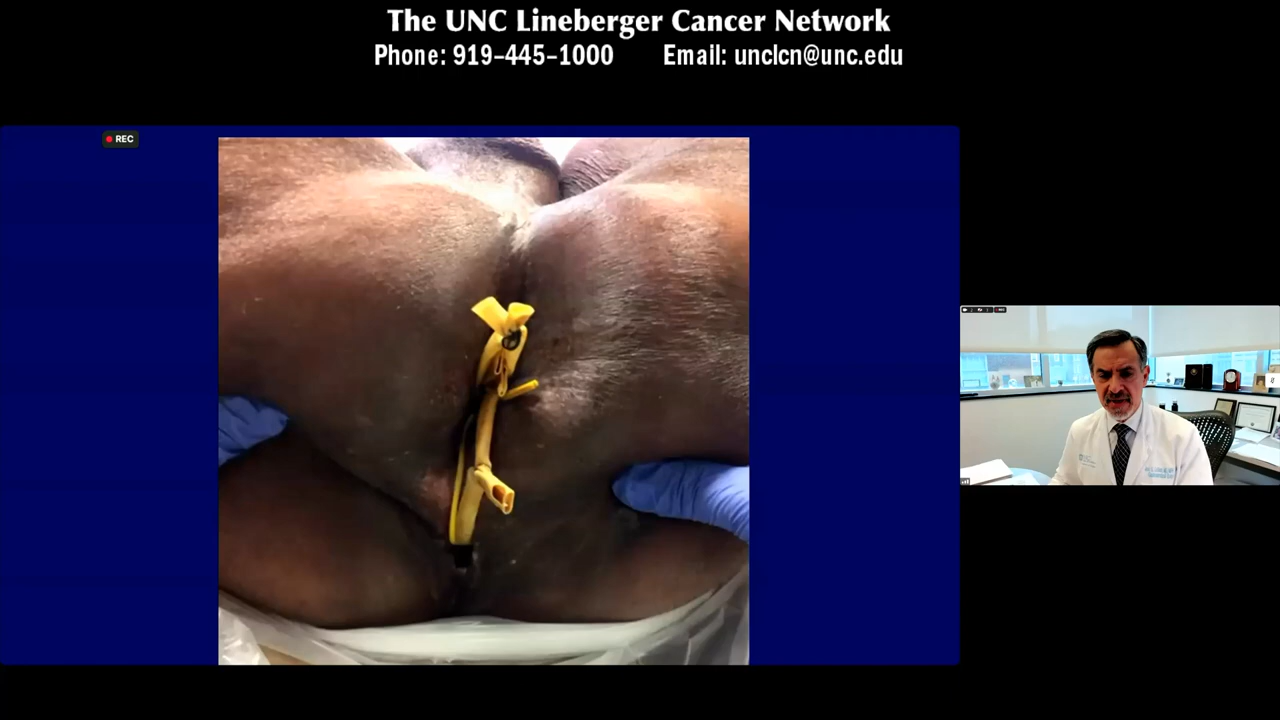 The UNC Lineberger Cancer Network
Phone: 919-445-1000 Email: unclcn@unc.edu
REC